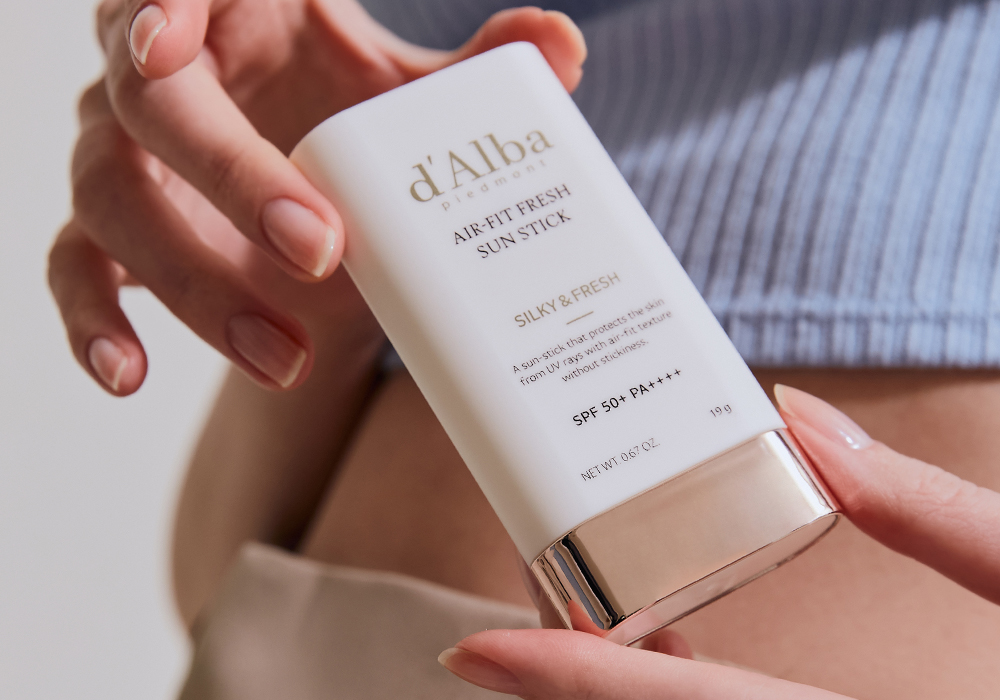 d'Alba
piedmont
AIR-FIT FRESH
SUN STICK
SILKY & FRESH
A sun-stick that protects the skin
from UV rays with air-fit texture
without stickiness.
SPF 50+ PA++++
19 g
NET WT. 0.67 OZ.